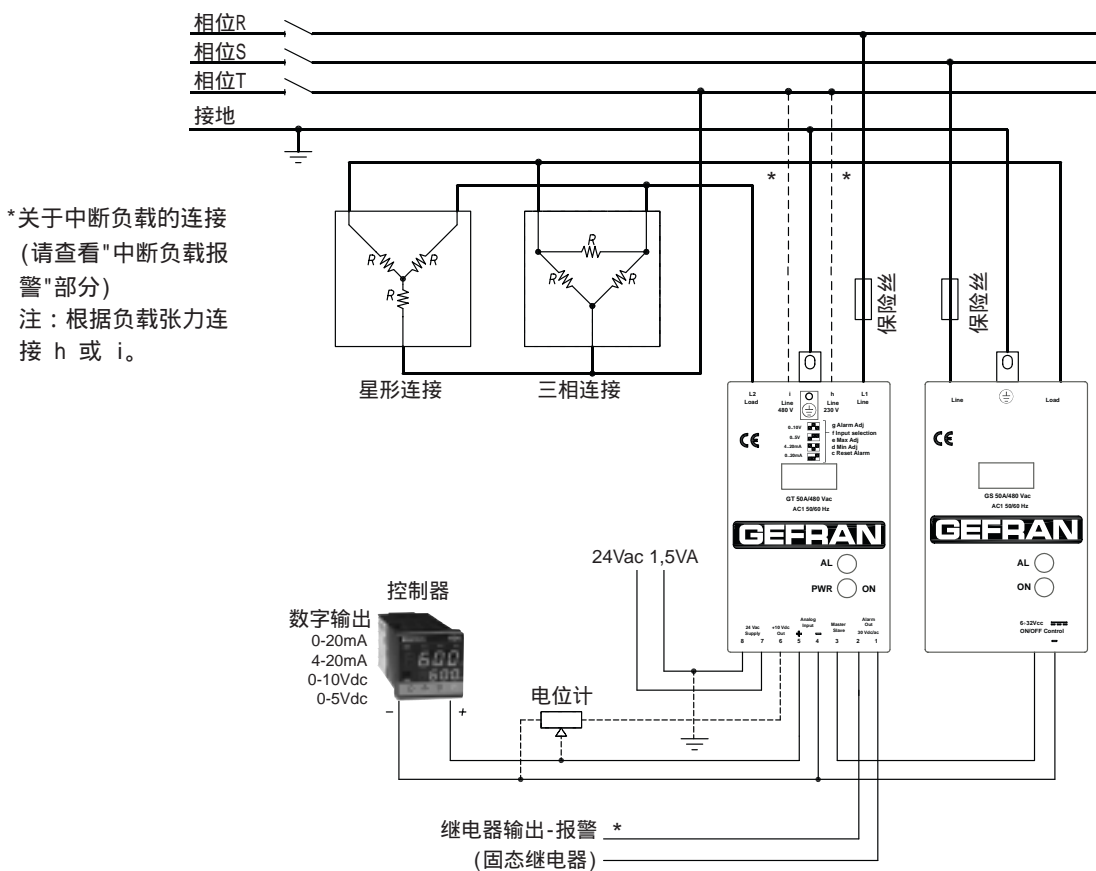 相位R
相位S
相位T
接地
*关于中断负载的连接
(请查看"中断负载报
警"部分)
注：根据负载张力连
接 h 或 i。
*
*
R
R
R
R
R
R
星形连接
三相连接
保险丝
保险丝
L2
Load
i
Line
480 V
h
Line
230 V
L1
Line
0..10V
0..5V
4..20mA
0..20mA
g Alarm Adj
f Input selection
e Max Adj
d Min Adj
c Reset Alarm
CE
GT 50A/480 Vac
AC1 50/60 Hz
GEFRAN
AL
PWR
ON
24 Vac
Supply
+10 Vdc
Out
Analog
Input
Master
Slave
Alarm
Out
30 Vdc/ac
8
7
6
5
4
3
2
1
+
−
Line
Load
CE
GS 50A/480 Vac
AC1 50/60 Hz
GEFRAN
AL
ON
6-32Vcc
ON/OFF Control
−
24Vac 1,5VA
控制器
数字输出
0-20mA
4-20mA
0-10Vdc
0-5Vdc
600
600
−
+
电位计
继电器输出-报警 *
(固态继电器)